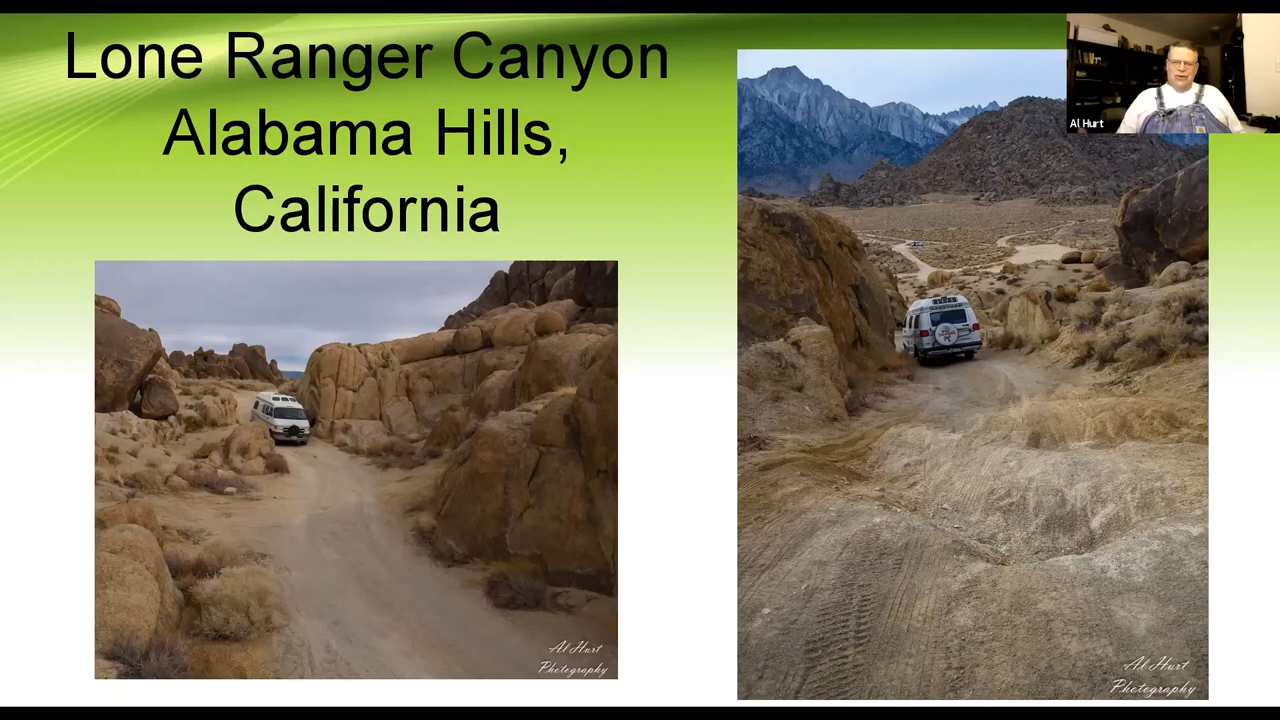 Lone Ranger Canyon
Alabama Hills,
California
Al Hurt
Al Hurt
Photography
Al Hurt
Photography